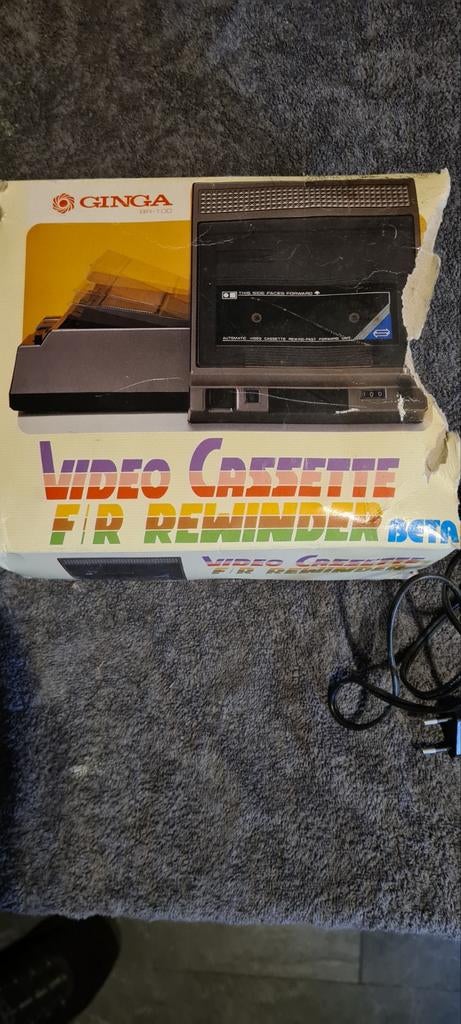 GINGA
BR-100
THIS SIDE FACES FORWARD
AUTOMATIC VIDEO CASSETTE REWIND-FAST FORWARD UNIT
100
VIDEO CASSETTE
F/R REWINDER BETA
VIDEO CASSETTE
F/R REWINDER